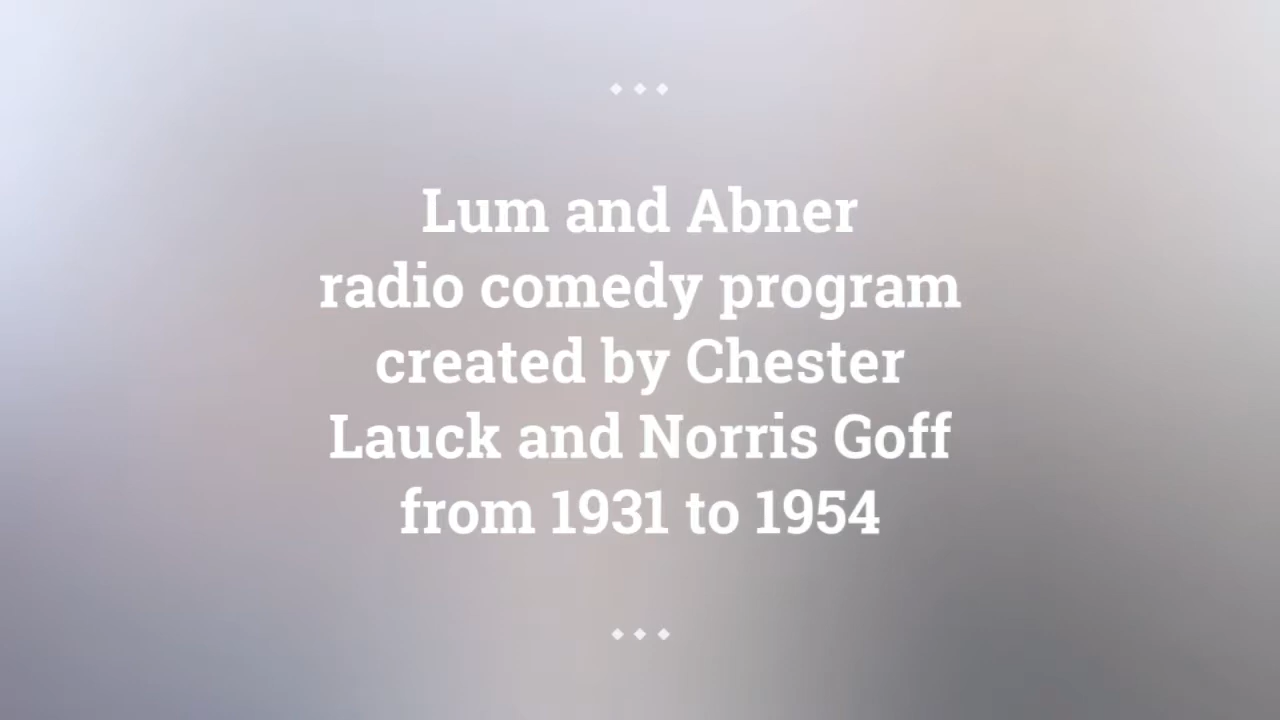 Lum and Abner
radio comedy program
created by Chester
Lauck and Norris Goff
from 1931 to 1954